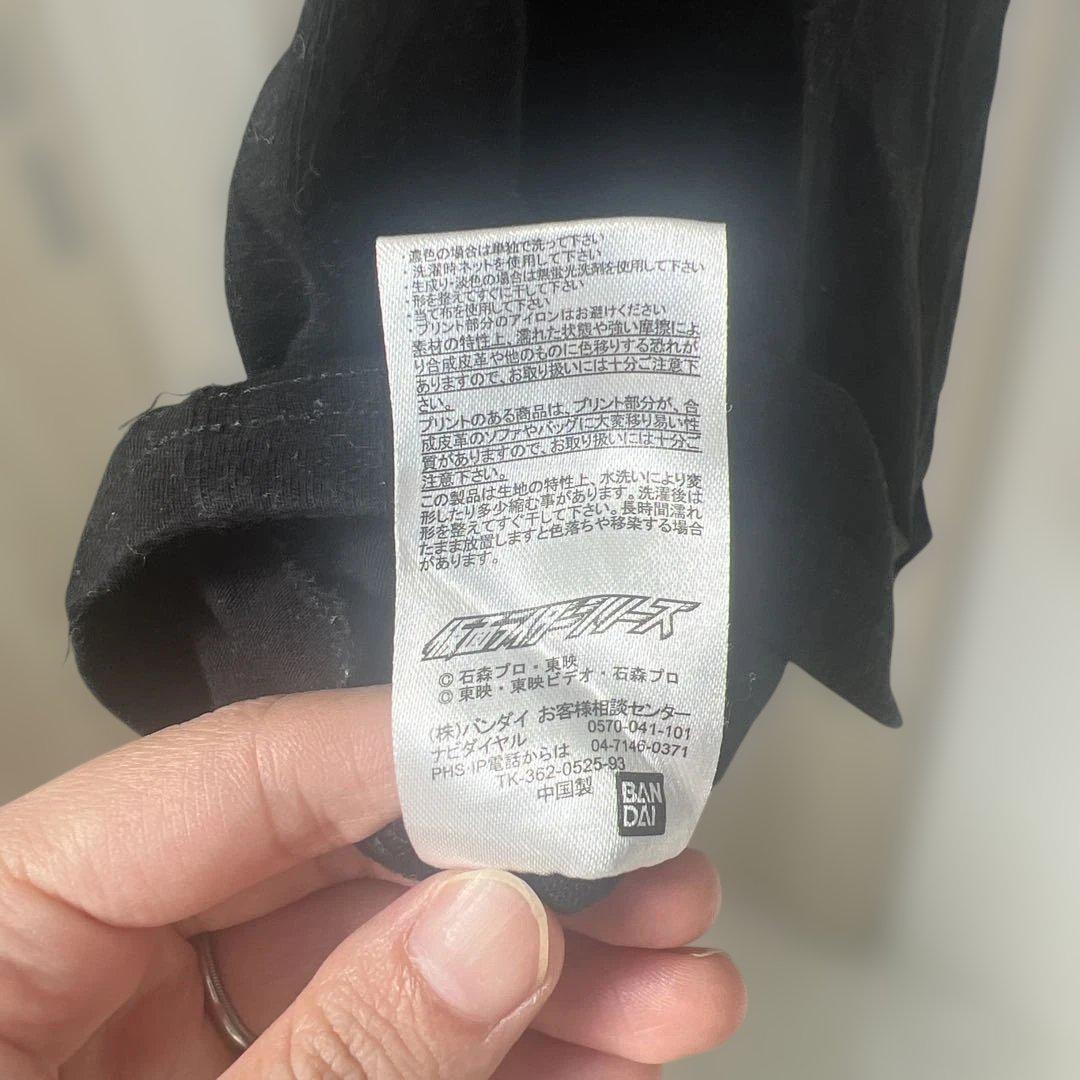 ・濃色の場合は単独で洗って下さい
・洗濯時ネットを使用して下さい
・生成り・淡色の場合は無蛍光洗剤を使用して下さい
・形を整えてすぐに干して下さい
・当て布を使用して下さい
・プリント部分のアイロンはお避けください
素材の特性上、濡れた状態や強い摩擦によ
り合成皮革や他のものに色移りする恐れが
ありますので、お取り扱いには十分ご注意下
さい。
プリントのある商品は、プリント部分が、合
成皮革のソファやバッグに大変移り易い性
質がありますので、お取り扱いには十分ご
注意下さい。
この製品は生地の特性上、水洗いにより変
形したり多少縮む事があります。洗濯後は
形を整えてすぐ干して下さい。長時間濡れ
たまま放置しますと色落ちや移染する場合
があります。
仮面ライダーシリーズ
© 石森プロ・東映
© 東映・東映ビデオ・石森プロ
(株)バンダイ お客様相談センター
ナビダイヤル 0570-041-101
PHS・IP電話からは 04-7146-0371
TK-362-0525-93
中国製
BAN
DAI